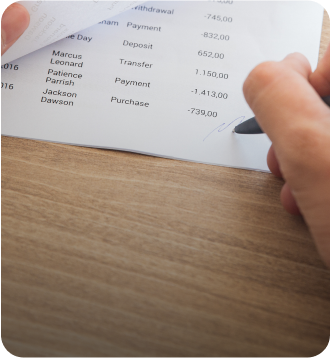 Withdrawal -745,00
Payment -832,00
Day Deposit 652,00
Marcus Leonard Transfer 1.150,00
Patience Parrish Payment -1.413,00
Jackson Dawson Purchase -739,00